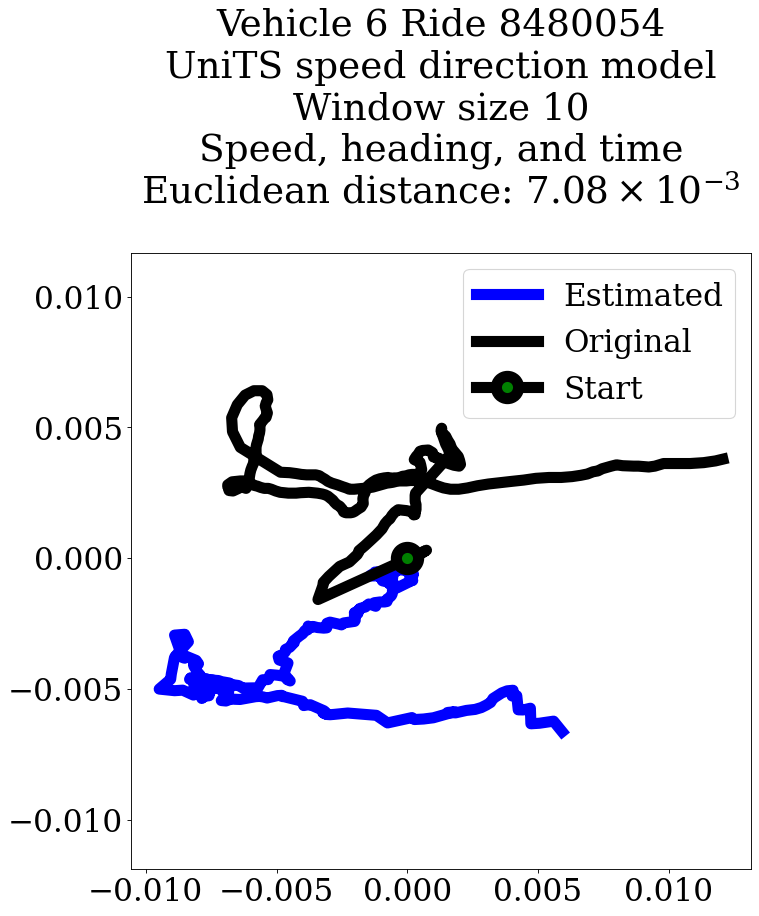 Vehicle 6 Ride 8480054
UniTS speed direction model
Window size 10
Speed, heading, and time
Euclidean distance: 7.08 × 10⁻³
Estimated
Original
Start
0.010
0.005
0.000
−0.005
−0.010
−0.010 −0.005 0.000 0.005 0.010